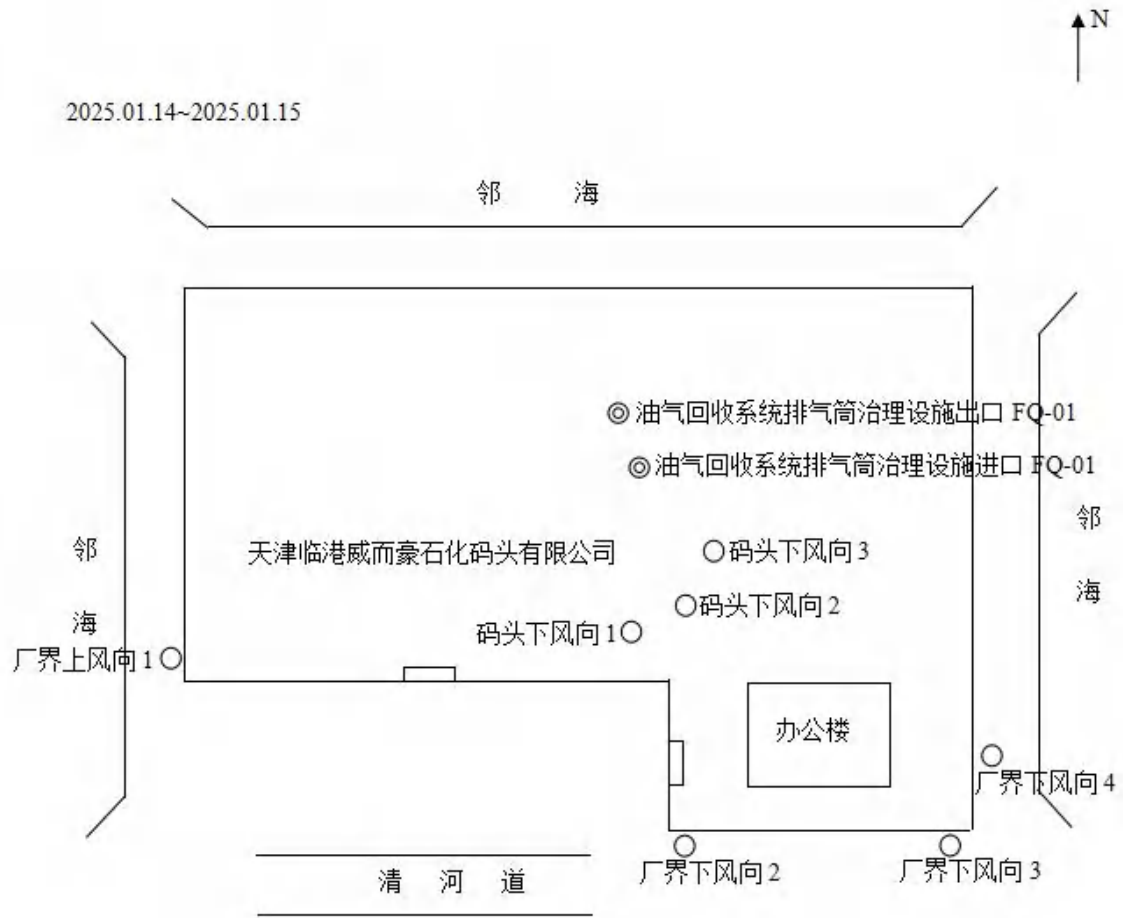 N
2025.01.14~2025.01.15
邻 海
油气回收系统排气筒治理设施出口 FQ-01
油气回收系统排气筒治理设施进口 FQ-01
邻
海
邻
海
天津临港威而豪石化码头有限公司
码头下风向 3
码头下风向 2
码头下风向 1
厂界上风向 1
办公楼
厂界下风向 4
厂界下风向 2
厂界下风向 3
清 河 道